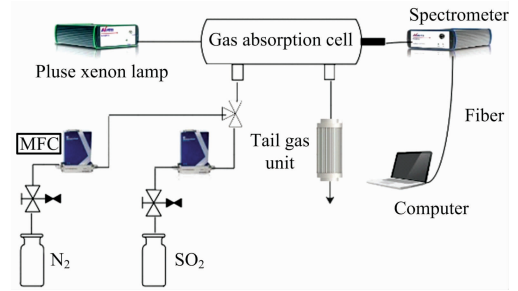 Spectrometer
Gas absorption cell
Pluse xenon lamp
MFC
Tail gas
unit
Fiber
Computer
N₂
SO₂